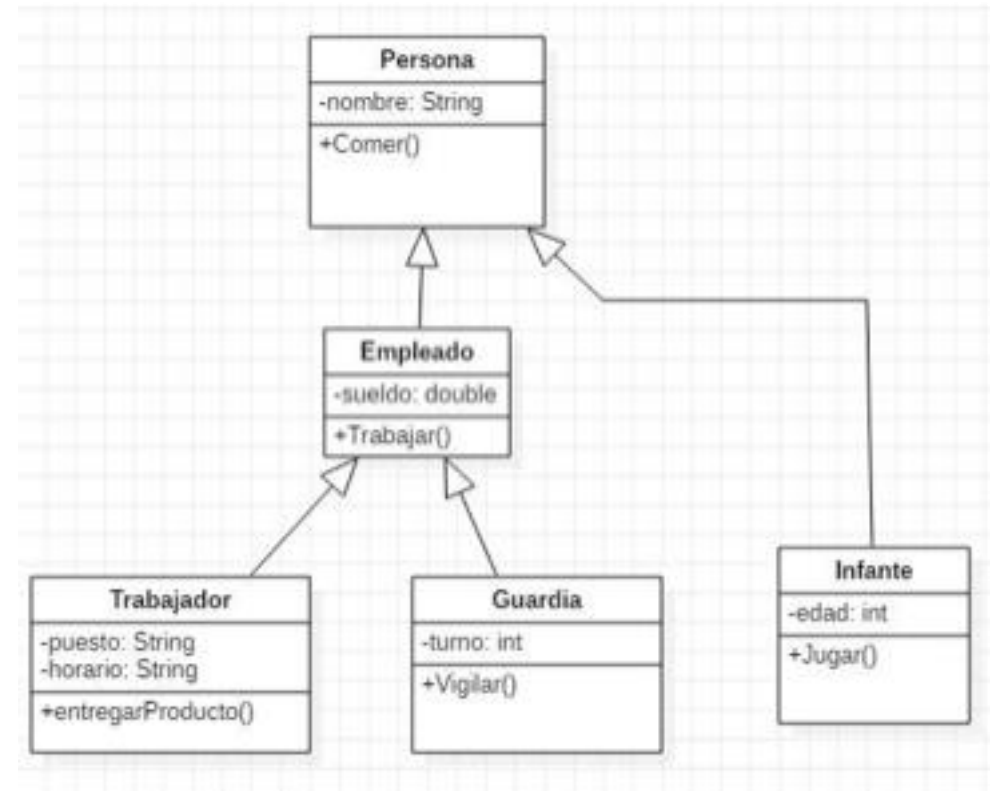 Persona
-nombre: String
+Comer()
Empleado
-sueldo: double
+Trabajar()
Trabajador
-puesto: String
-horario: String
+entregarProducto()
Guardia
-turno: int
+Vigilar()
Infante
-edad: int
+Jugar()